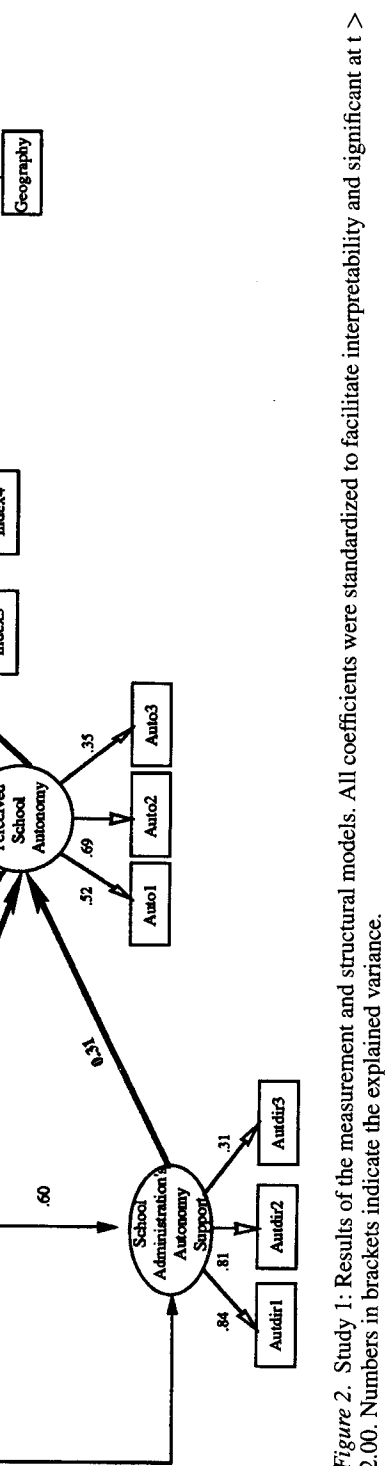 Geography
Index4
School
Autonomy
.35
.69
.52
Auto3
Auto2
Auto1
0.31
.60
School
Administration's
Autonomy
Support
.31
.81
.84
Autdir3
Autdir2
Autdir1
Figure 2. Study 1: Results of the measurement and structural models. All coefficients were standardized to facilitate interpretability and significant at t >
2.00. Numbers in brackets indicate the explained variance.